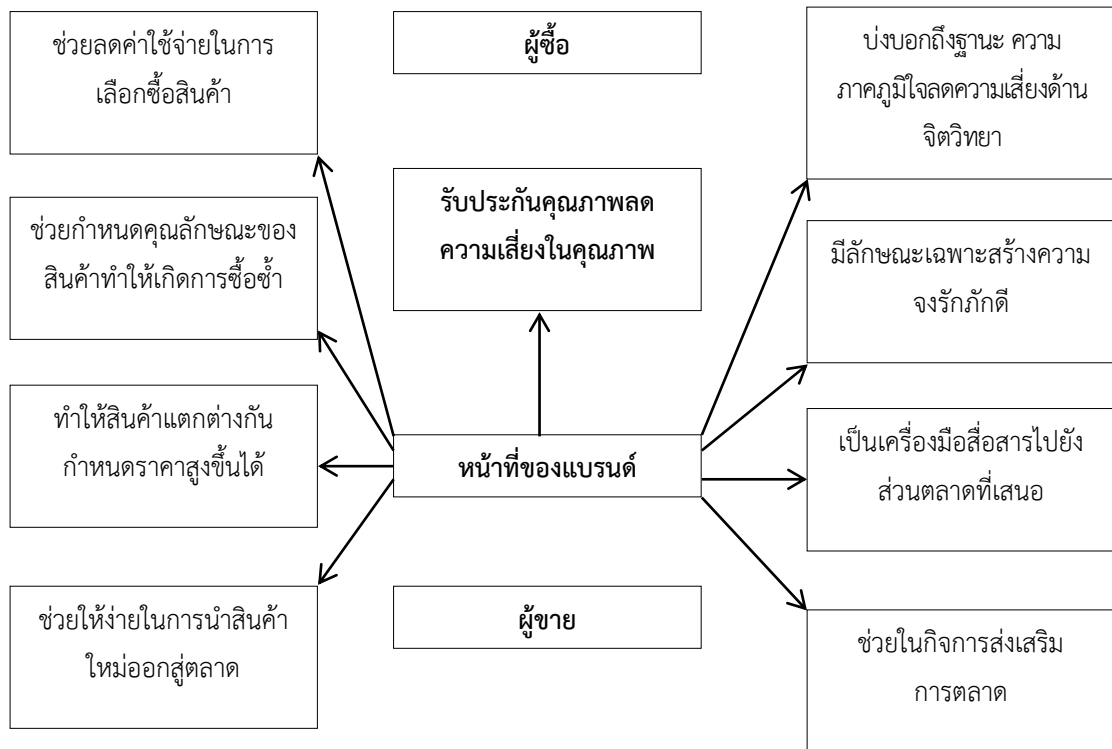 ช่วยลดค่าใช้จ่ายในการ
เลือกซื้อสินค้า
ผู้ซื้อ
บ่งบอกถึงฐานะ ความ
ภาคภูมิใจลดความเสี่ยงด้าน
จิตวิทยา
รับประกันคุณภาพลด
ความเสี่ยงในคุณภาพ
ช่วยกำหนดคุณลักษณะของ
สินค้าทำให้เกิดการซื้อซ้ำ
มีลักษณะเฉพาะสร้างความ
จงรักภักดี
ทำให้สินค้าแตกต่างกัน
กำหนดราคาสูงขึ้นได้
หน้าที่ของแบรนด์
เป็นเครื่องมือสื่อสารไปยัง
ส่วนตลาดที่เสนอ
ช่วยให้ง่ายในการนำสินค้า
ใหม่ออกสู่ตลาด
ผู้ขาย
ช่วยในกิจการส่งเสริม
การตลาด